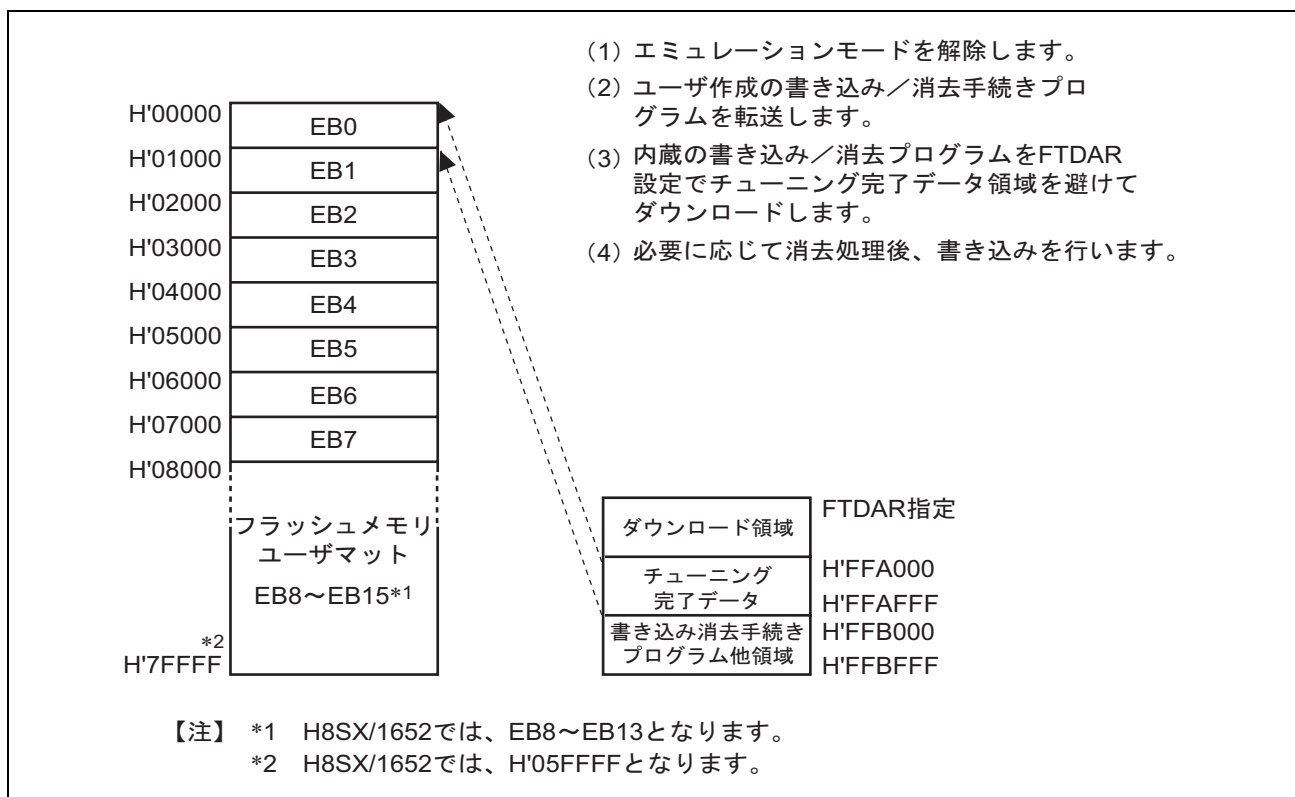 (1) エミュレーションモードを解除します。
(2) ユーザ作成の書き込み／消去手続きプロ
グラムを転送します。
(3) 内蔵の書き込み／消去プログラムをFTDAR
設定でチューニング完了データ領域を避けて
ダウンロードします。
(4) 必要に応じて消去処理後、書き込みを行います。
H'00000
EB0
H'01000
EB1
H'02000
EB2
H'03000
EB3
H'04000
EB4
H'05000
EB5
H'06000
EB6
H'07000
EB7
H'08000
フラッシュメモリ
ユーザマット
EB8～EB15*1
*2
H'7FFFF
ダウンロード領域
FTDAR指定
チューニング
完了データ
H'FFA000
H'FFAFFF
書き込み消去手続き
プログラム他領域
H'FFB000
H'FFBFFF
【注】 *1 H8SX/1652では、EB8～EB13となります。
*2 H8SX/1652では、H'05FFFFとなります。